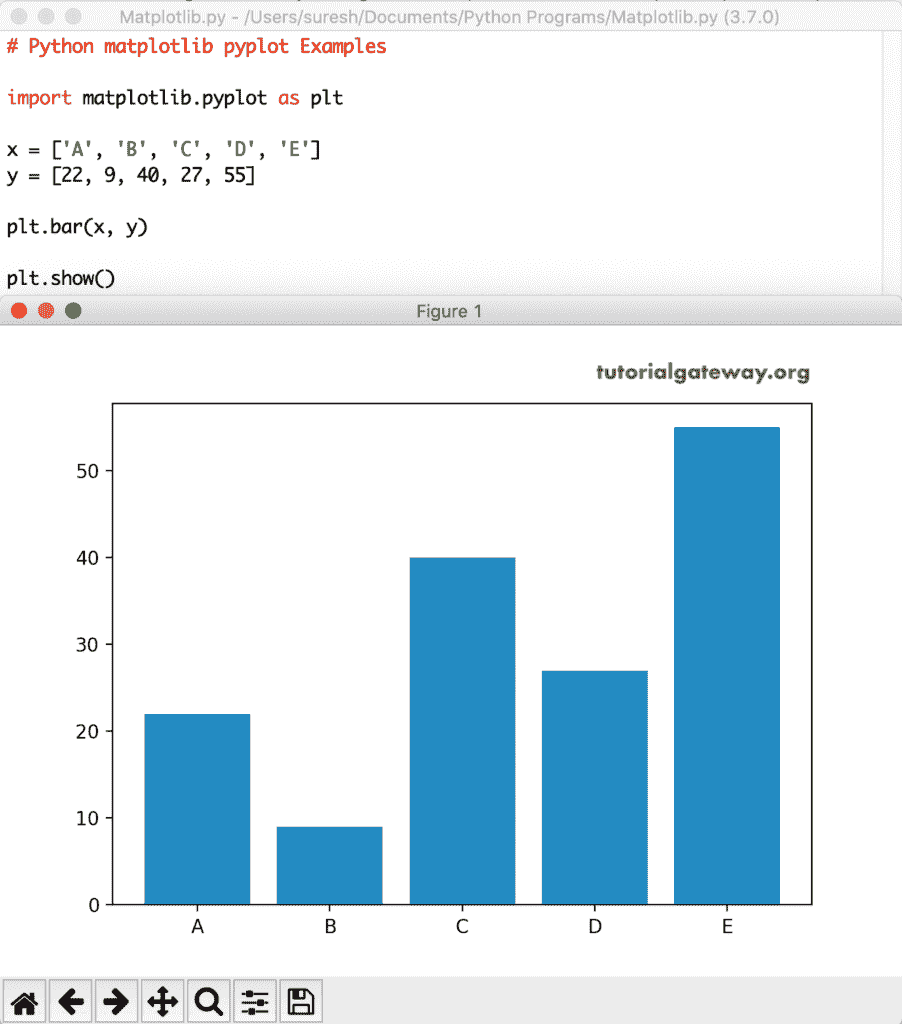 Matplotlib.py - /Users/suresh/Documents/Python Programs/Matplotlib.py (3.7.0)
# Python matplotlib pyplot Examples
import matplotlib.pyplot as plt
x = ['A', 'B', 'C', 'D', 'E']
y = [22, 9, 40, 27, 55]
plt.bar(x, y)
plt.show()
Figure 1
tutorialgateway.org
50
40
30
20
10
0
A B C D E